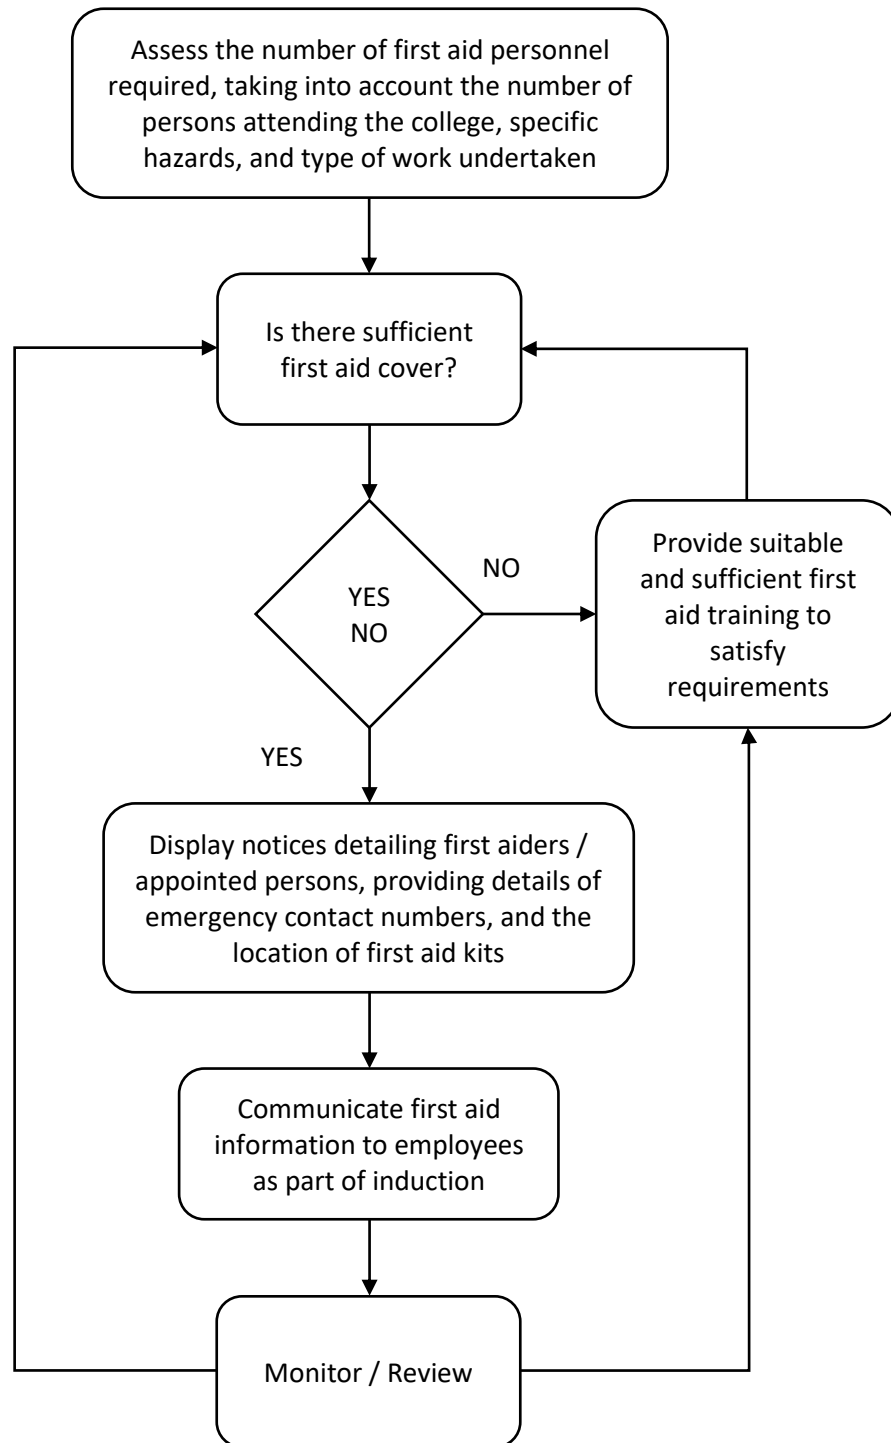 Assess the number of first aid personnel
required, taking into account the number of
persons attending the college, specific
hazards, and type of work undertaken
Is there sufficient
first aid cover?
YES
NO
NO
Provide suitable
and sufficient first
aid training to
satisfy
requirements
YES
Display notices detailing first aiders /
appointed persons, providing details of
emergency contact numbers, and the
location of first aid kits
Communicate first aid
information to employees
as part of induction
Monitor / Review